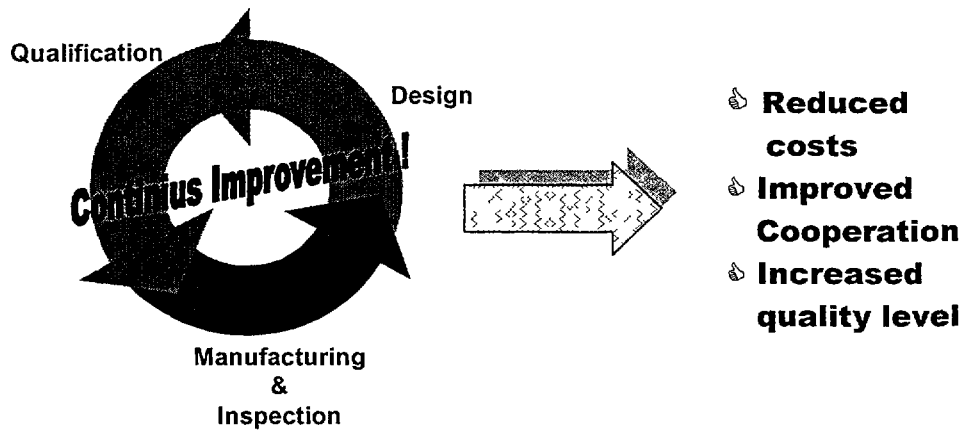 Qualification
Design
Continius Improvement!
Manufacturing
&
Inspection
Reduced
costs
Improved
Cooperation
Increased
quality level